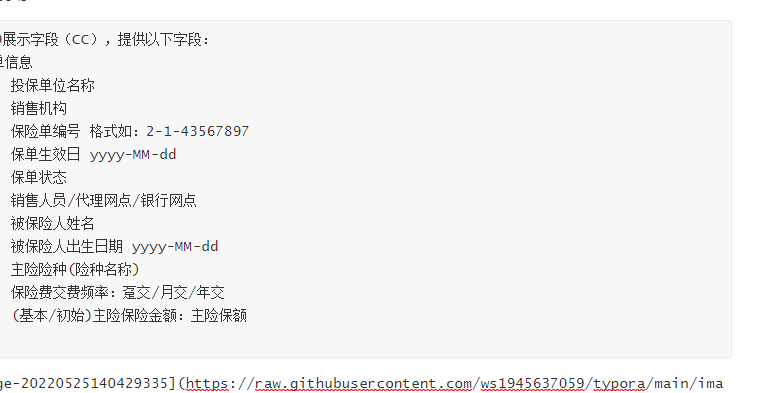 展示字段（CC），提供以下字段：
单信息
投保单位名称
销售机构
保险单编号 格式如：2-1-43567897
保单生效日 yyyy-MM-dd
保单状态
销售人员/代理网点/银行网点
被保险人姓名
被保险人出生日期 yyyy-MM-dd
主险险种(险种名称)
保险费交费频率：趸交/月交/年交
(基本/初始)主险保险金额：主险保额
ge-20220525140429335](https://raw.githubusercontent.com/ws1945637059/typora/main/ima